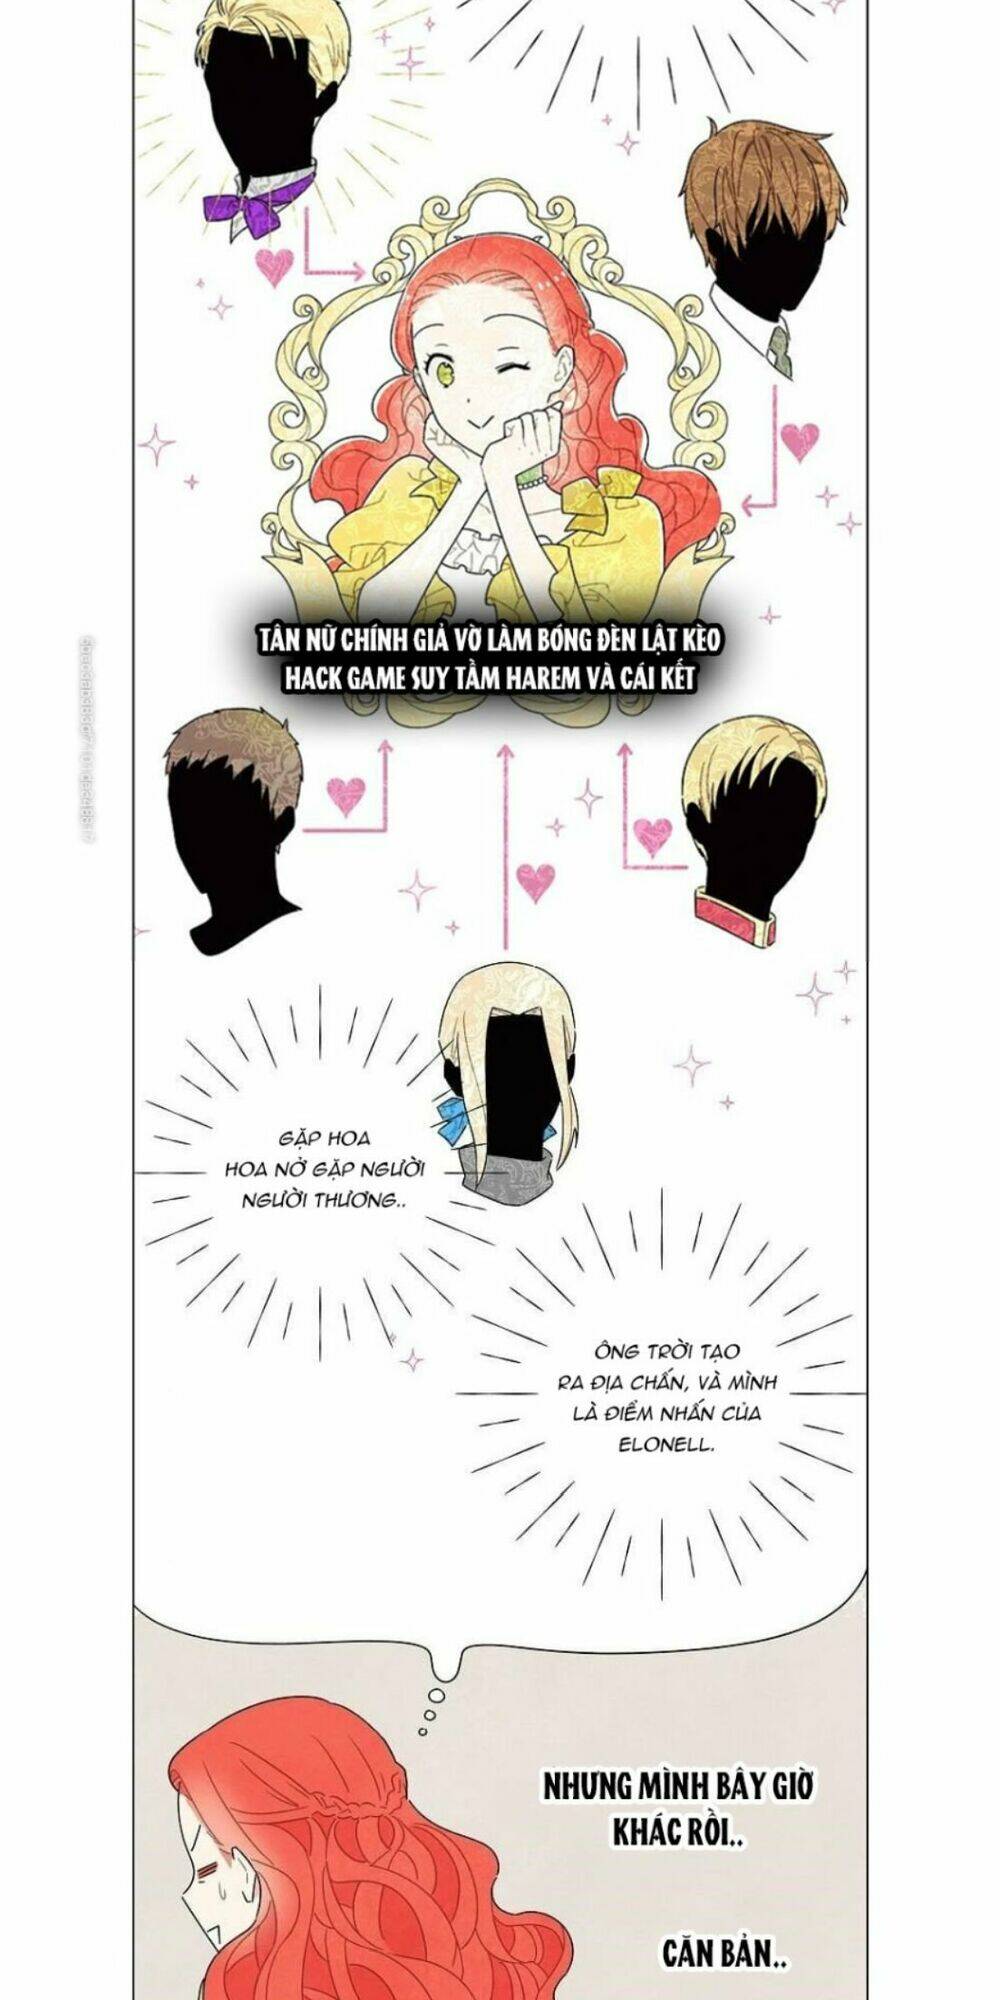 TÂN NỮ CHÍNH GIẢ VỜ LÀM BÓNG ĐÈN LẬT KÈO
HACK GAME SUY TẦM HAREM VÀ CÁI KẾT
GẶP HOA
HOA NỞ GẶP NGƯỜI
NGƯỜI THƯƠNG..
ÔNG TRỜI TẠO
RA ĐỊA CHẤN, VÀ MÌNH
LÀ ĐIỂM NHẤN CỦA
ELONELL.
NHƯNG MÌNH BÂY GIỜ
KHÁC RỒI..
CĂN BẢN..